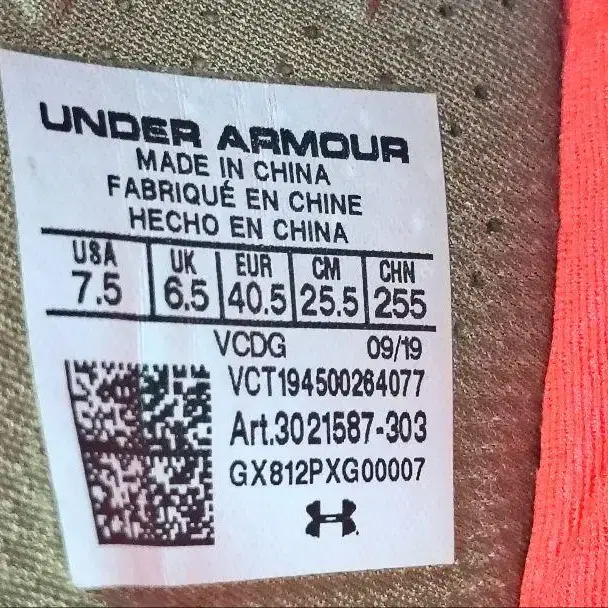 UNDER ARMOUR
MADE IN CHINA
FABRIQUÉ EN CHINE
HECHO EN CHINA
USA UK EUR CM CHN
7.5 6.5 40.5 25.5 255
VCDG 09/19
VCT194500264077
Art.3021587-303
GX812PXG00007